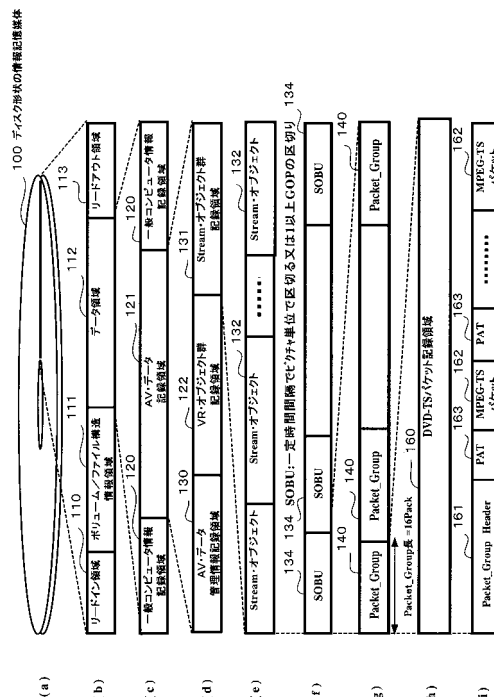 100 ディスク形状の情報記憶媒体
(a)
110 111 112 113
b)
リードイン領域
ボリューム/ファイル構造
情報領域
データ領域
リードアウト領域
120 121 120
(c)
一般コンピュータ情報
記録領域
AV・データ
記録領域
一般コンピュータ情報
記録領域
130 122 131
(d)
AV・データ
管理情報記録領域
VR・オブジェクト群
記録領域
Stream・オブジェクト群
記録領域
132 132
(e)
Stream・オブジェクト
Stream・オブジェクト
Stream・オブジェクト
134 134 SOBU:一定時間間隔でピクチャ単位で区切る又は1以上GOPの区切り 134
f)
SOBU
SOBU
SOBU
140 140 140
g)
Packet_Group
Packet_Group
Packet_Group
Packet_Group長 =16Pack 160
h)
DVD-TSパケット記録領域
161 163 162 163 162
i)
Packet_Group Header
PAT
MPEG-TS
パケット
PAT
MPEG-TS
パケット